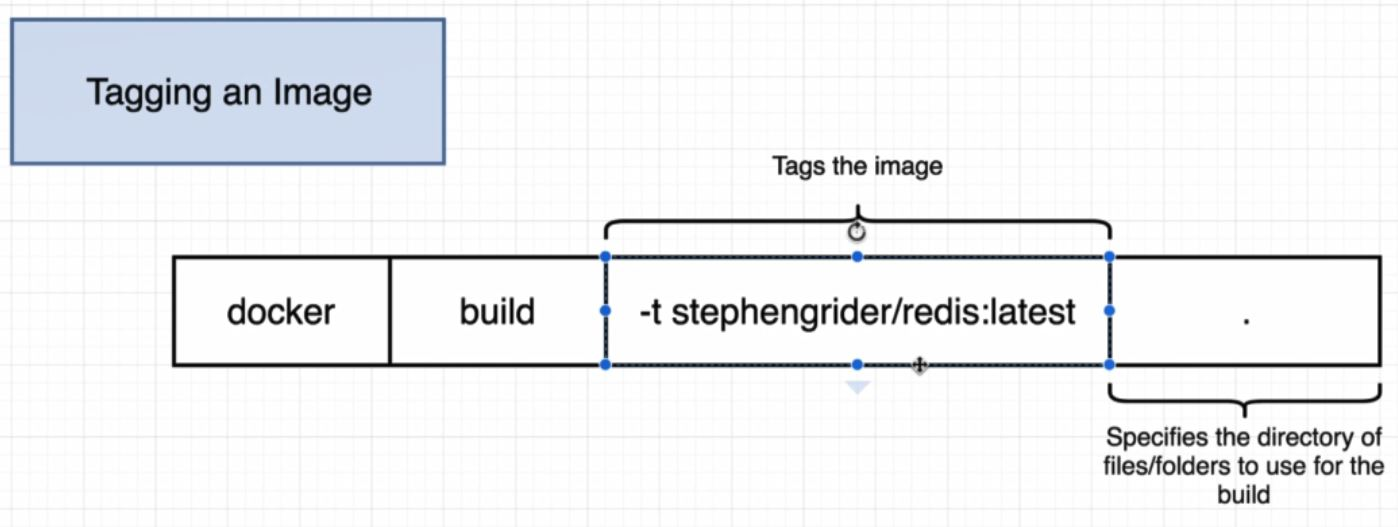 Tagging an Image
Tags the image
docker build -t stephengrider/redis:latest .
Specifies the directory of
files/folders to use for the
build